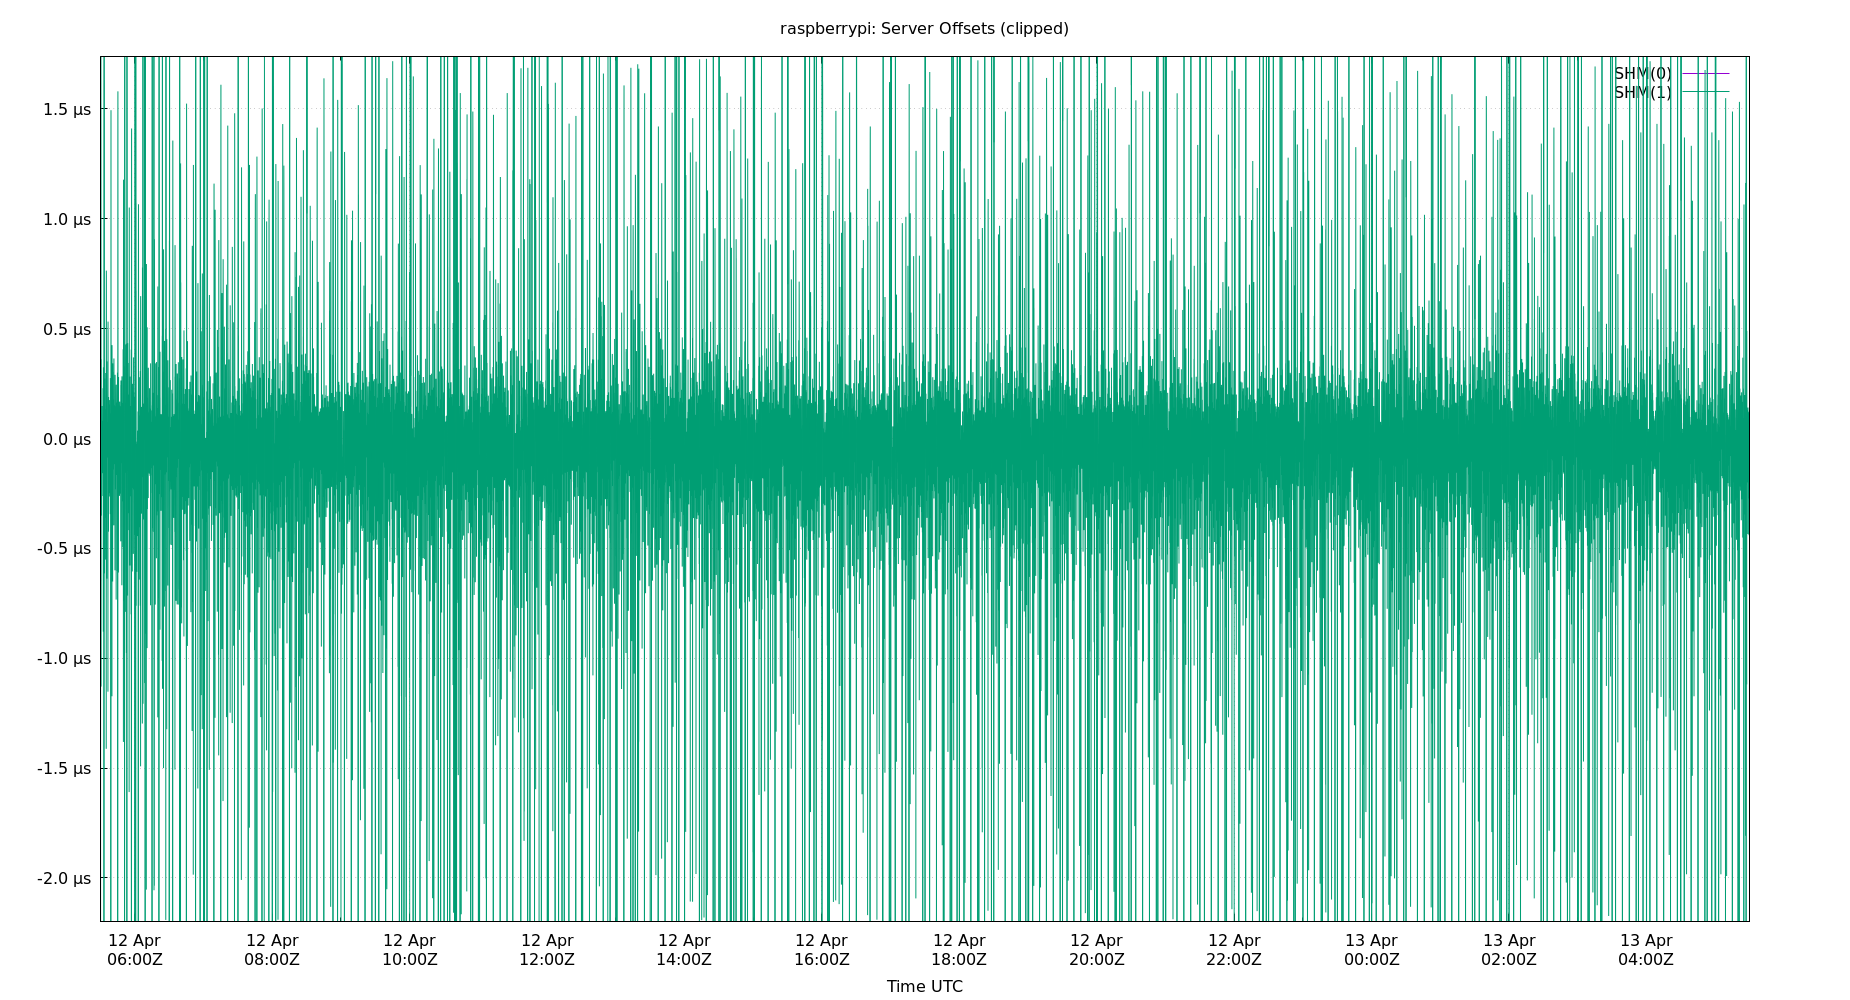 raspberrypi: Server Offsets (clipped)
SHM(0)
SHM(1)
1.5 µs
1.0 µs
0.5 µs
0.0 µs
-0.5 µs
-1.0 µs
-1.5 µs
-2.0 µs
12 Apr 12 Apr 12 Apr 12 Apr 12 Apr 12 Apr 12 Apr 12 Apr 12 Apr 13 Apr 13 Apr 13 Apr
06:00Z 08:00Z 10:00Z 12:00Z 14:00Z 16:00Z 18:00Z 20:00Z 22:00Z 00:00Z 02:00Z 04:00Z
Time UTC